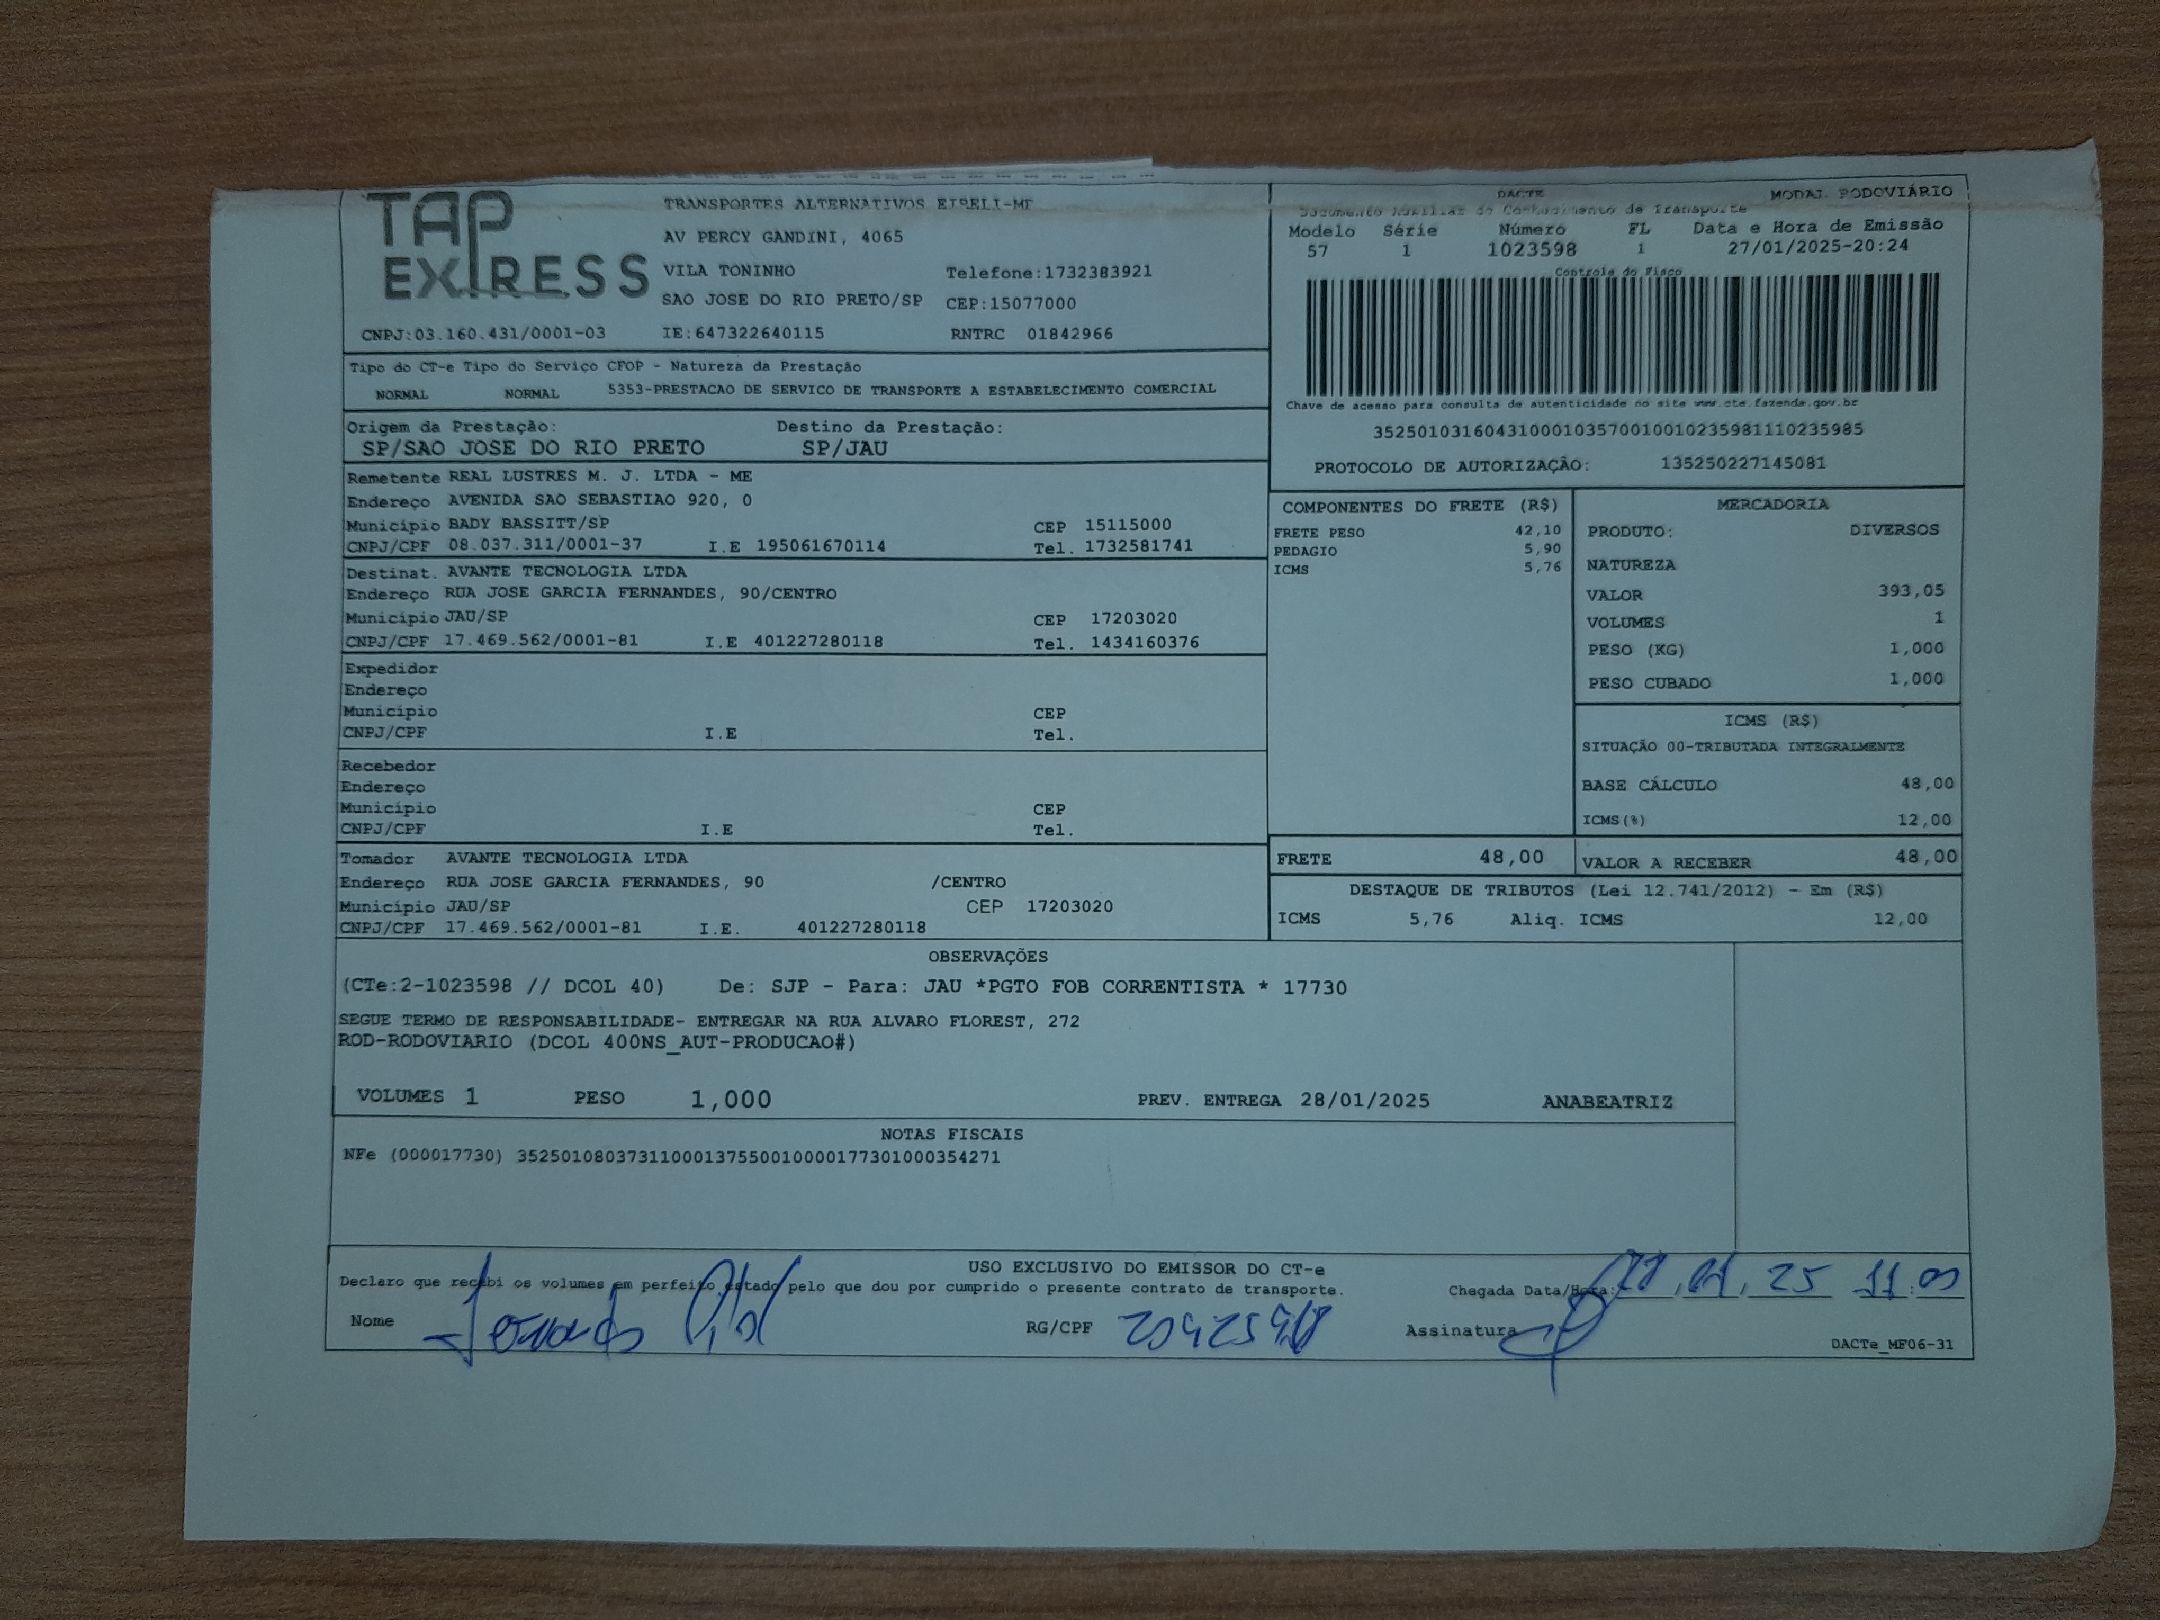 TAP EXPRESS
TRANSPORTES ALTERNATIVOS EIRELI-ME
AV PERCY GANDINI, 4065
VILA TONINHO Telefone:1732383921
SAO JOSE DO RIO PRETO/SP CEP:15077000
CNPJ:03.160.431/0001-03 IE:647322640115 RNTRC 01842966
DACTE MODAL RODOVIÁRIO
Documento Auxiliar do Conhecimento de Transporte
Modelo Série Número FL Data e Hora de Emissão
57 1 1023598 1 27/01/2025-20:24
Controle do Fisco
Chave de acesso para consulta de autenticidade no site www.cte.fazenda.gov.br
35250103160431000103570010010235981110235985
PROTOCOLO DE AUTORIZAÇÃO: 135250227145081
Tipo do CT-e Tipo do Serviço CFOP - Natureza da Prestação
NORMAL NORMAL 5353-PRESTACAO DE SERVICO DE TRANSPORTE A ESTABELECIMENTO COMERCIAL
Origem da Prestação: Destino da Prestação:
SP/SAO JOSE DO RIO PRETO SP/JAU
Remetente REAL LUSTRES M. J. LTDA - ME
Endereço AVENIDA SAO SEBASTIAO 920, 0
Município BADY BASSITT/SP CEP 15115000
CNPJ/CPF 08.037.311/0001-37 I.E 195061670114 Tel. 1732581741
Destinat. AVANTE TECNOLOGIA LTDA
Endereço RUA JOSE GARCIA FERNANDES, 90/CENTRO
Município JAU/SP CEP 17203020
CNPJ/CPF 17.469.562/0001-81 I.E 401227280118 Tel. 1434160376
Expedidor
Endereço
Município CEP
CNPJ/CPF I.E Tel.
Recebedor
Endereço
Município CEP
CNPJ/CPF I.E Tel.
Tomador AVANTE TECNOLOGIA LTDA
Endereço RUA JOSE GARCIA FERNANDES, 90 /CENTRO
Município JAU/SP CEP 17203020
CNPJ/CPF 17.469.562/0001-81 I.E. 401227280118
COMPONENTES DO FRETE (R$)
FRETE PESO 42,10
PEDAGIO 5,90
ICMS 5,76
MERCADORIA
PRODUTO: DIVERSOS
NATUREZA
VALOR 393,05
VOLUMES 1
PESO (KG) 1,000
PESO CUBADO 1,000
ICMS (R$)
SITUAÇÃO 00-TRIBUTADA INTEGRALMENTE
BASE CÁLCULO 48,00
ICMS(%) 12,00
FRETE 48,00 VALOR A RECEBER 48,00
DESTAQUE DE TRIBUTOS (Lei 12.741/2012) - Em (R$)
ICMS 5,76 Aliq. ICMS 12,00
OBSERVAÇÕES
(CTe:2-1023598 // DCOL 40) De: SJP - Para: JAU *PGTO FOB CORRENTISTA * 17730
SEGUE TERMO DE RESPONSABILIDADE- ENTREGAR NA RUA ALVARO FLOREST, 272
ROD-RODOVIARIO (DCOL 400NS_AUT-PRODUCAO#)
VOLUMES 1 PESO 1,000 PREV. ENTREGA 28/01/2025 ANABEATRIZ
NOTAS FISCAIS
NFe (000017730) 35250108037311000137550010000177301000354271
USO EXCLUSIVO DO EMISSOR DO CT-e
Declaro que recebi os volumes em perfeito estado pelo que dou por cumprido o presente contrato de transporte. Chegada Data/Hora: 25 11:00
Nome RG/CPF Assinatura
DACTe_MF06-31